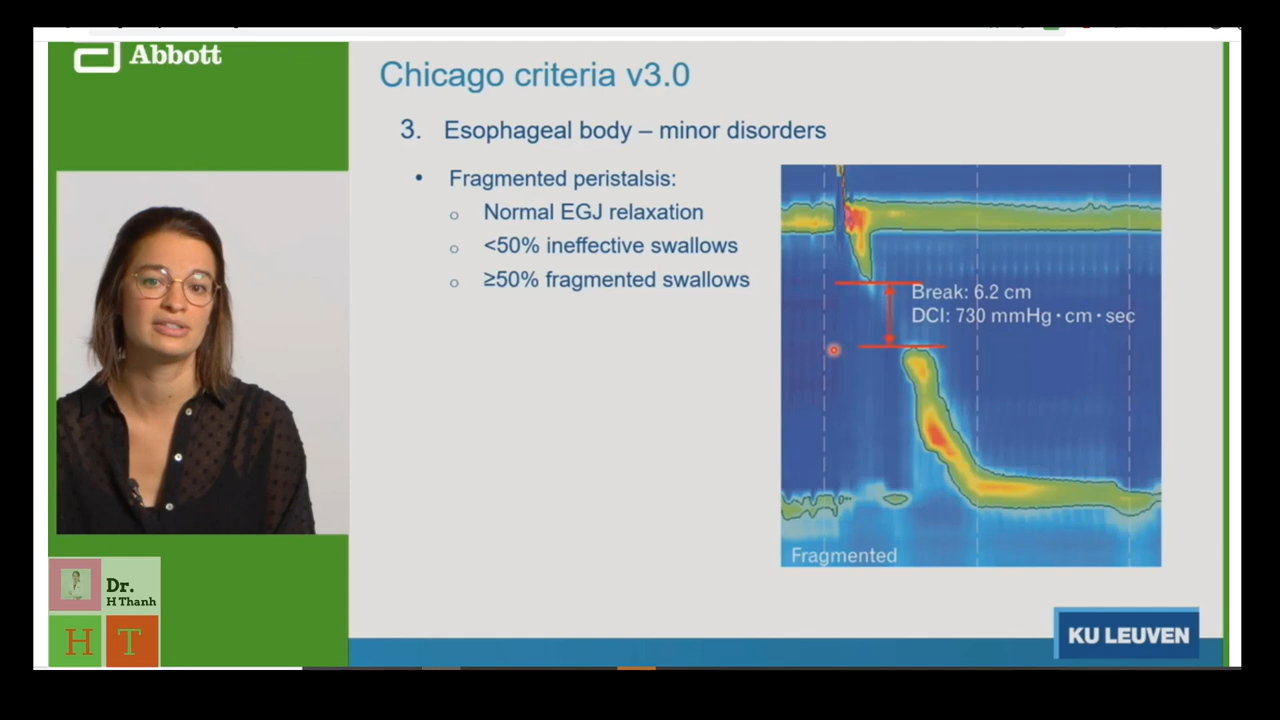 Abbott
Chicago criteria v3.0
3. Esophageal body – minor disorders
• Fragmented peristalsis:
o Normal EGJ relaxation
o <50% ineffective swallows
o ≥50% fragmented swallows
Break: 6.2 cm
DCI: 730 mmHg·cm·sec
Fragmented
Dr.
H Thanh
H T
KU LEUVEN